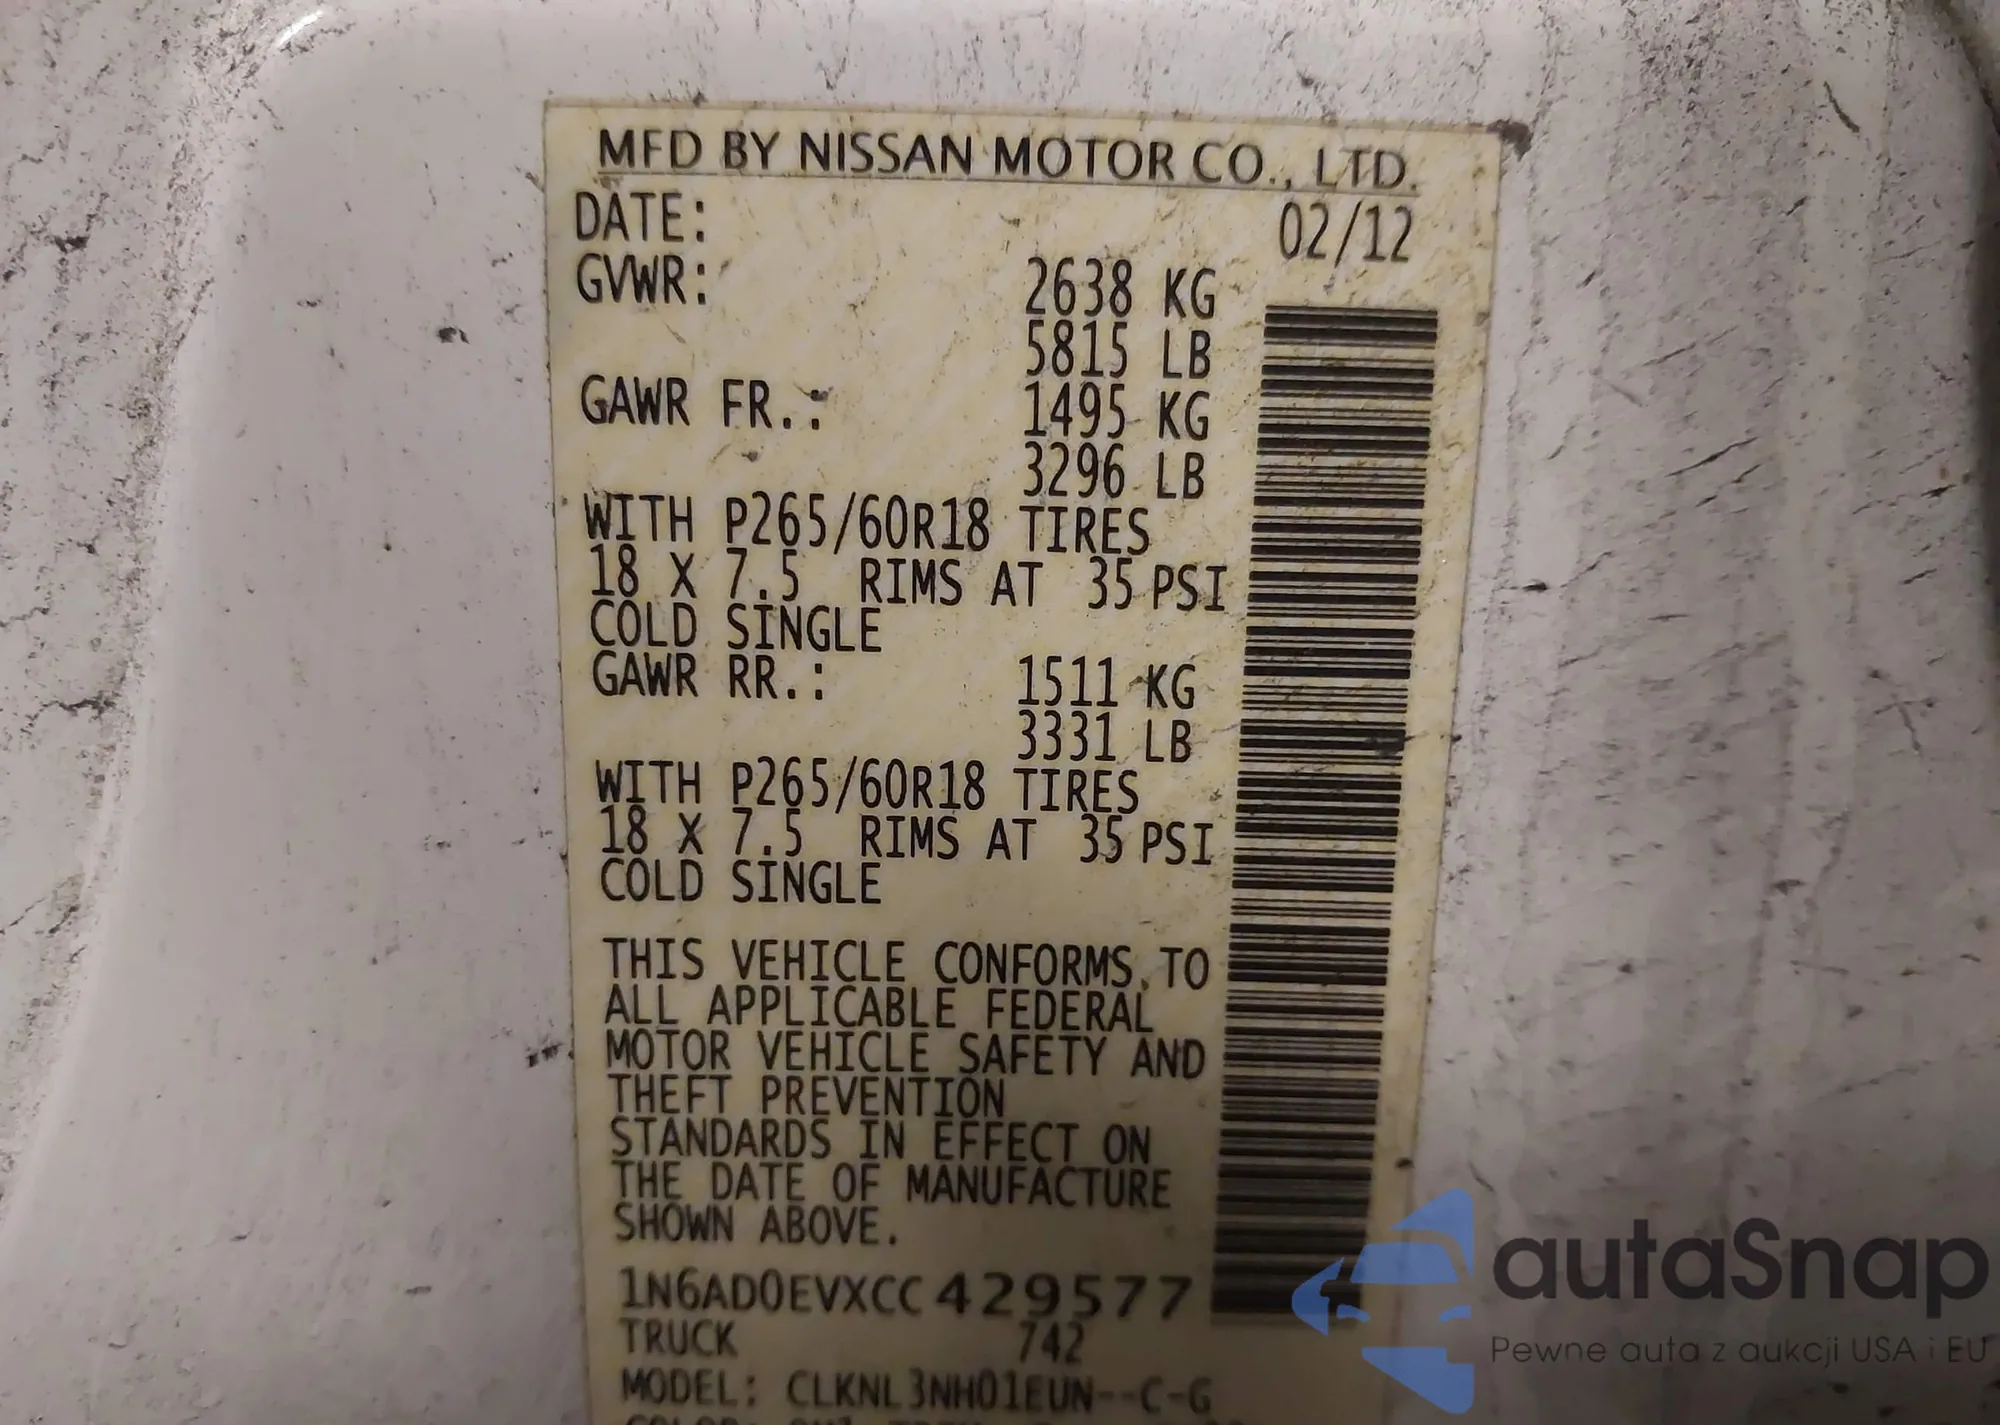 MFD BY NISSAN MOTOR CO., LTD.
DATE: 02/12
GVWR: 2638 KG
5815 LB
GAWR FR.: 1495 KG
3296 LB
WITH P265/60R18 TIRES
18 X 7.5 RIMS AT 35 PSI
COLD SINGLE
GAWR RR.: 1511 KG
3331 LB
WITH P265/60R18 TIRES
18 X 7.5 RIMS AT 35 PSI
COLD SINGLE
THIS VEHICLE CONFORMS TO
ALL APPLICABLE FEDERAL
MOTOR VEHICLE SAFETY AND
THEFT PREVENTION
STANDARDS IN EFFECT ON
THE DATE OF MANUFACTURE
SHOWN ABOVE.
1N6AD0EVXCC429577
TRUCK 742
MODEL: CLKNL3NH01EUN--C-G
autaSnap
Pewne auta z aukcji USA i EU